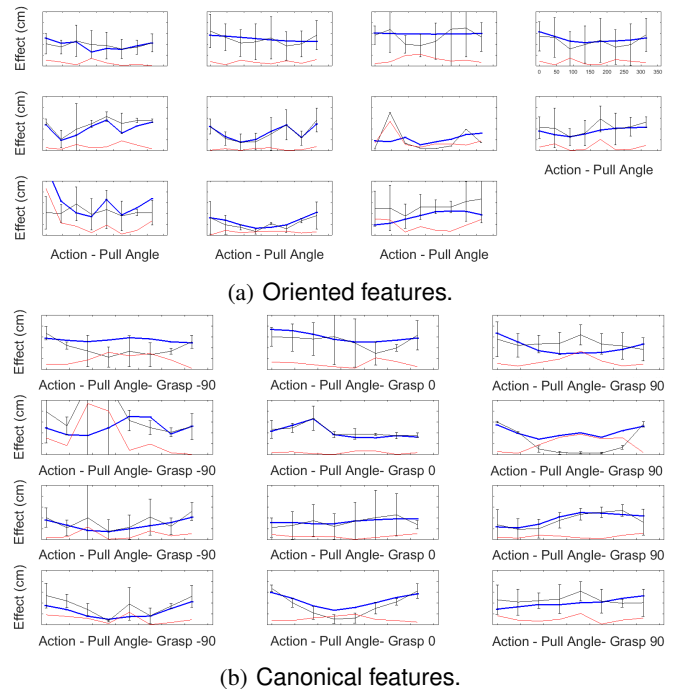 Effect (cm)
0 50 100 150 200 250 300 350
Effect (cm)
Action - Pull Angle
Effect (cm)
Action - Pull Angle Action - Pull Angle Action - Pull Angle
(a) Oriented features.
Effect (cm)
Action - Pull Angle- Grasp -90 Action - Pull Angle- Grasp 0 Action - Pull Angle- Grasp 90
Effect (cm)
Action - Pull Angle- Grasp -90 Action - Pull Angle- Grasp 0 Action - Pull Angle- Grasp 90
Effect (cm)
Action - Pull Angle- Grasp -90 Action - Pull Angle- Grasp 0 Action - Pull Angle- Grasp 90
Effect (cm)
Action - Pull Angle- Grasp -90 Action - Pull Angle- Grasp 0 Action - Pull Angle- Grasp 90
(b) Canonical features.